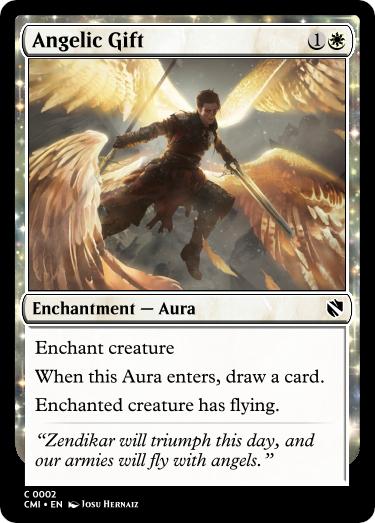 Angelic Gift 1
Enchantment — Aura
Enchant creature
When this Aura enters, draw a card.
Enchanted creature has flying.
“Zendikar will triumph this day, and
our armies will fly with angels.”
C 0002
CMI • EN Josu Hernaiz